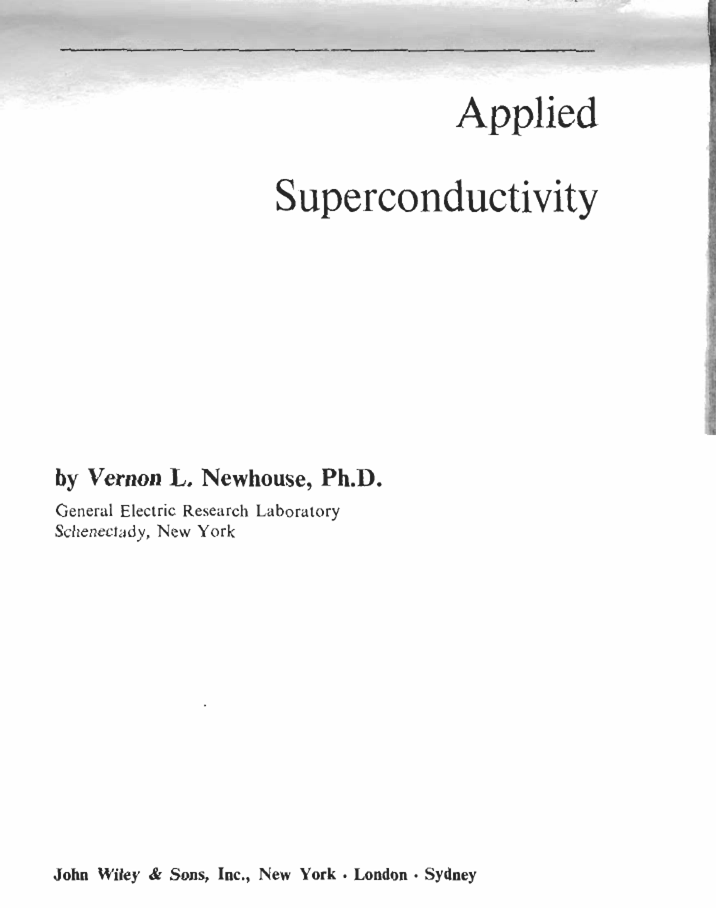 Applied
Superconductivity
by Vernon L. Newhouse, Ph.D.
General Electric Research Laboratory
Schenectady, New York
John Wiley & Sons, Inc., New York · London · Sydney